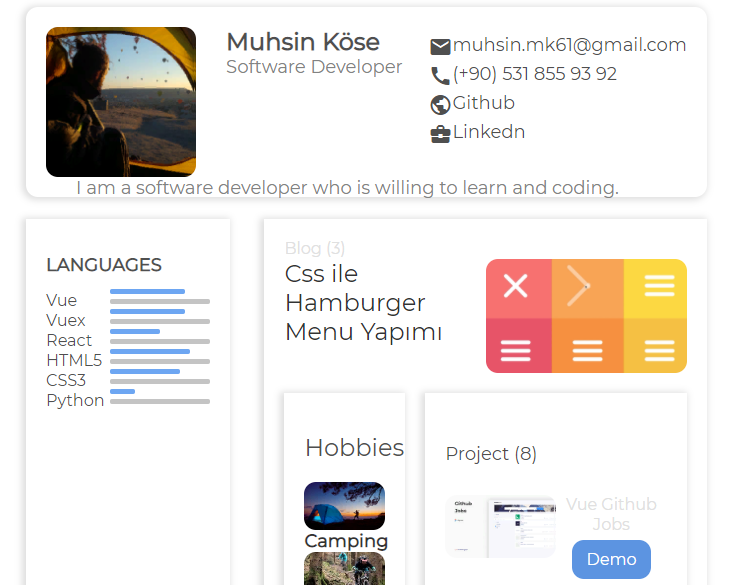 Muhsin Köse
Software Developer
muhsin.mk61@gmail.com
(+90) 531 855 93 92
Github
Linkedn
I am a software developer who is willing to learn and coding.
LANGUAGES
Vue
Vuex
React
HTML5
CSS3
Python
Blog (3)
Css ile
Hamburger
Menu Yapımı
Hobbies
Camping
Project (8)
Github
Jobs
Vue Github
Jobs
Demo